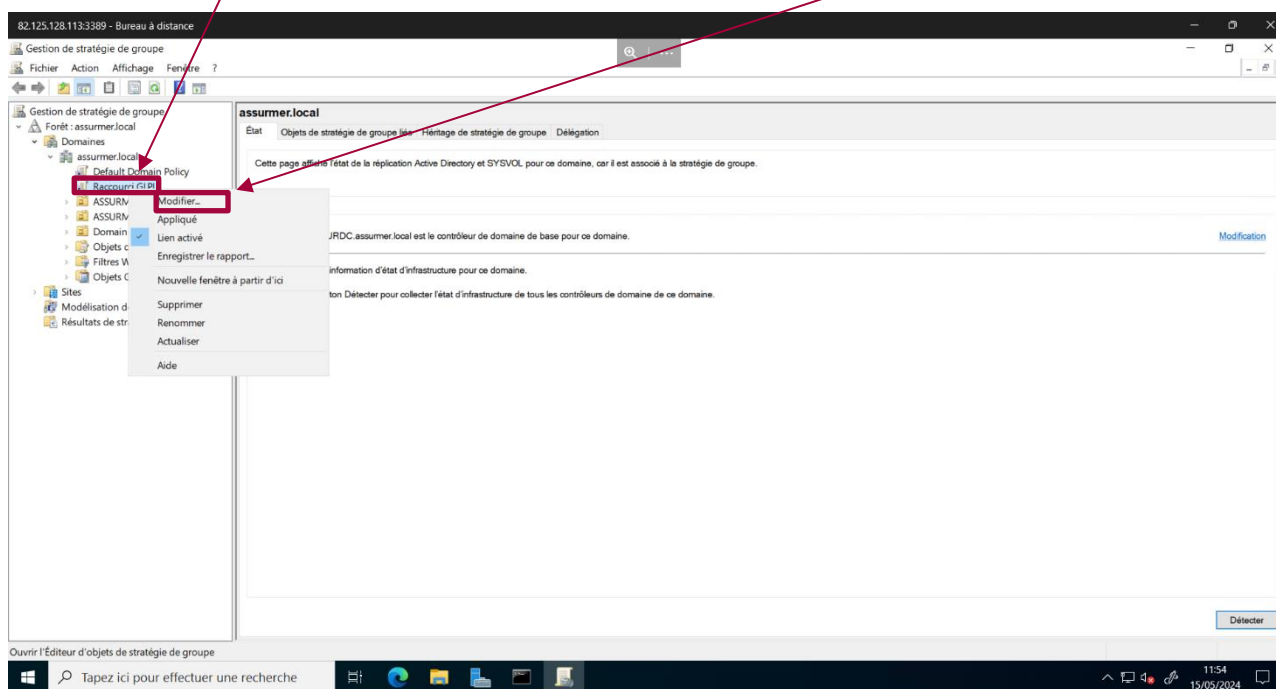 82.125.128.113:3389 - Bureau à distance
Gestion de stratégie de groupe
Fichier Action Affichage Fenêtre ?
Gestion de stratégie de groupe
Forêt : assurmer.local
Domaines
assurmer.local
Default Domain Policy
Raccourci GLPI
ASSURM
ASSURM
Domain
Objets
Filtres W
Objets G
Sites
Modélisation d
Résultats de str
Modifier...
Appliqué
Lien activé
Enregistrer le rapport...
Nouvelle fenêtre à partir d'ici
Supprimer
Renommer
Actualiser
Aide
assurmer.local
État Objets de stratégie de groupe liés Héritage de stratégie de groupe Délégation
Cette page affiche l'état de la réplication Active Directory et SYSVOL pour ce domaine, car il est associé à la stratégie de groupe.
JRDC.assurmer.local est le contrôleur de domaine de base pour ce domaine.
Modification
information d'état d'infrastructure pour ce domaine.
ton Détecter pour collecter l'état d'infrastructure de tous les contrôleurs de domaine de ce domaine.
Détecter
Ouvrir l'Éditeur d'objets de stratégie de groupe
Tapez ici pour effectuer une recherche
11:54
15/05/2024